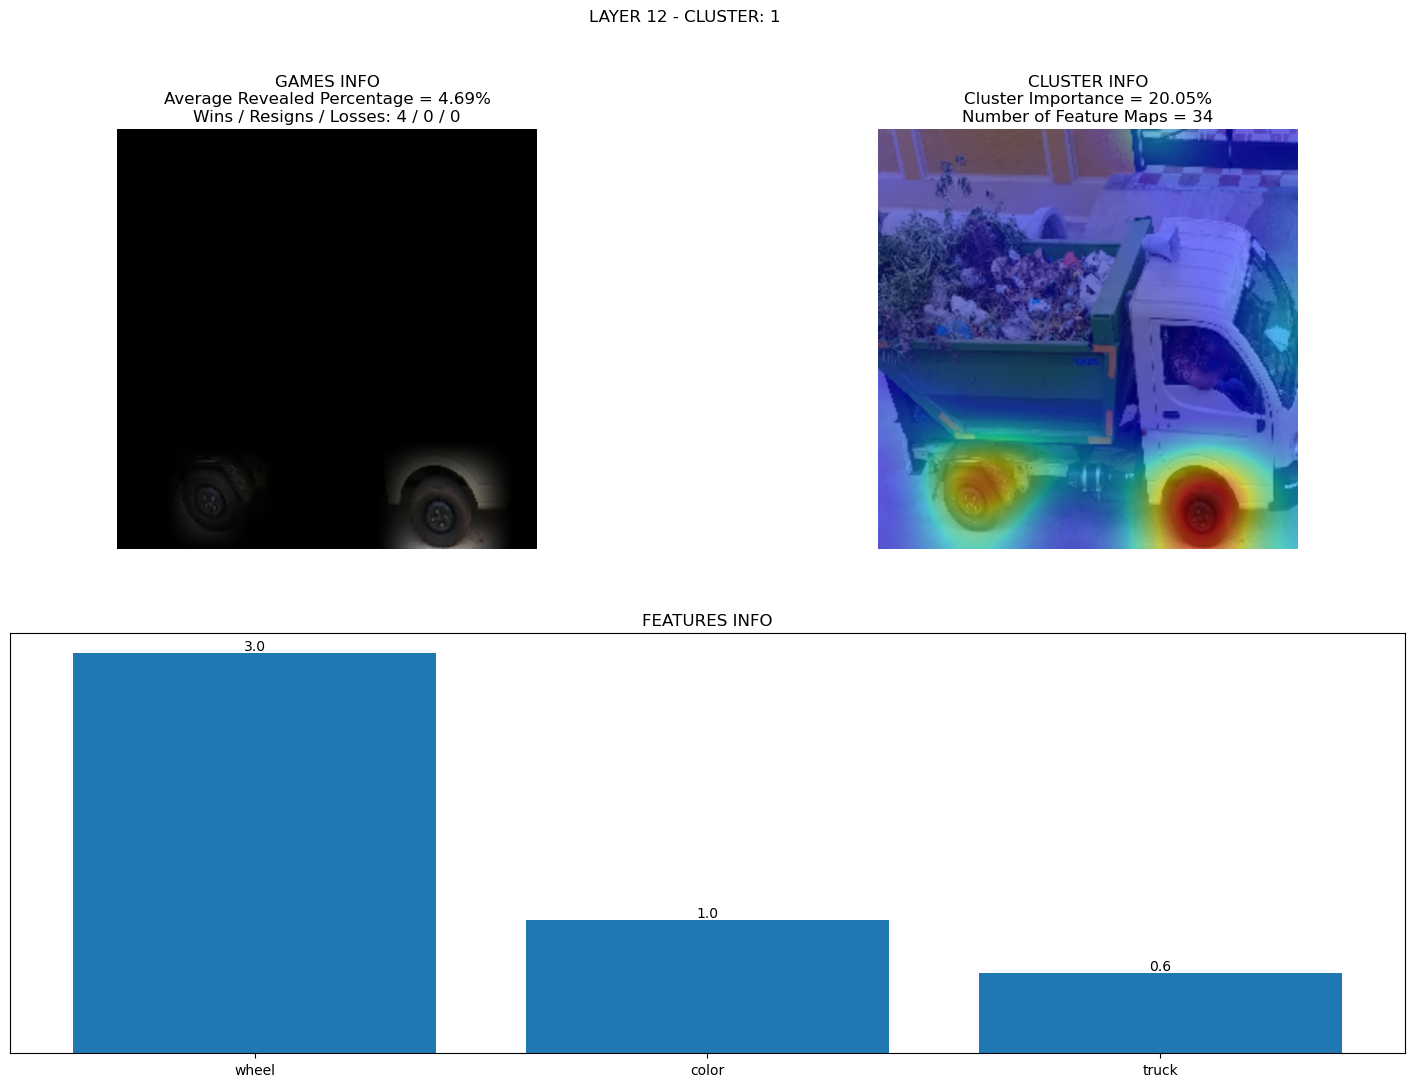 LAYER 12 - CLUSTER: 1
GAMES INFO
Average Revealed Percentage = 4.69%
Wins / Resigns / Losses: 4 / 0 / 0
CLUSTER INFO
Cluster Importance = 20.05%
Number of Feature Maps = 34
FEATURES INFO
3.0
1.0
0.6
wheel
color
truck